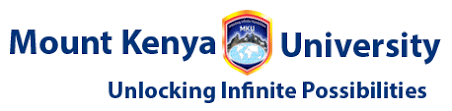 Mount Kenya MKU University
Unlocking Infinite Possibilities